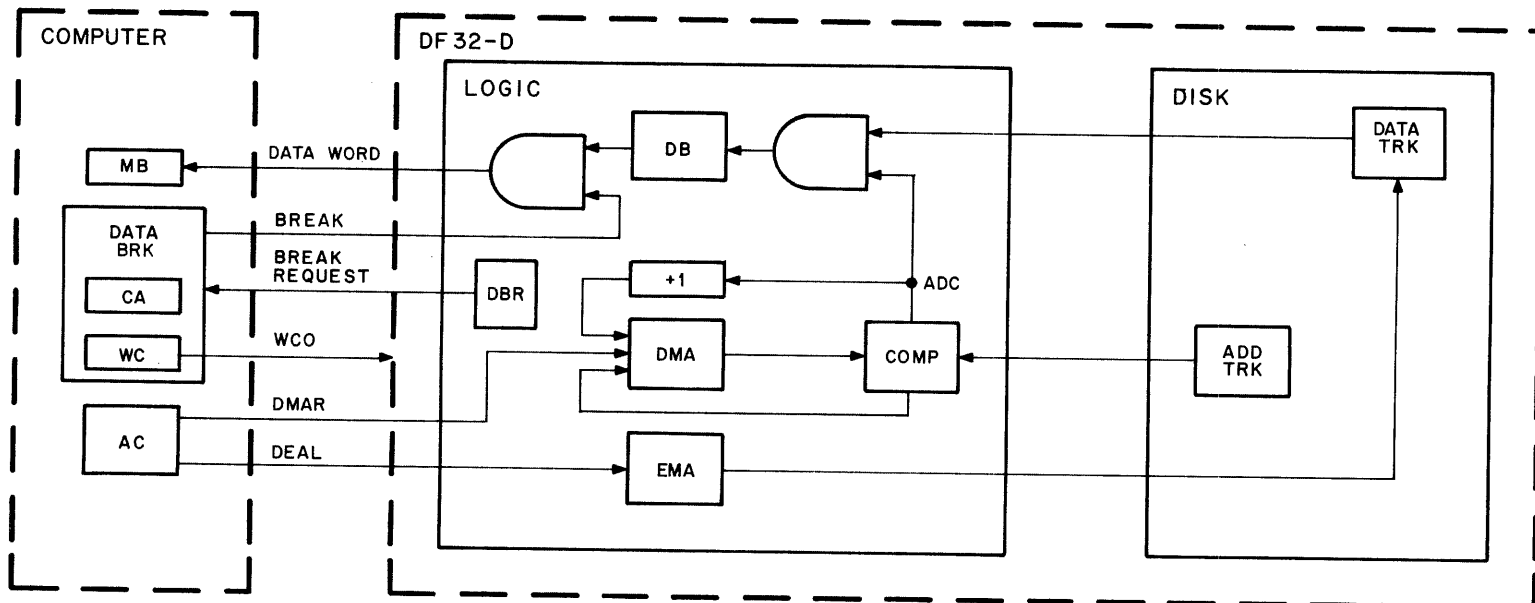 COMPUTER
DF32-D
LOGIC
DISK
DATA
TRK
DB
MB
DATA WORD
BREAK
DATA
BRK
BREAK
REQUEST
DBR
CA
+1
ADC
WCO
WC
DMA
COMP
ADD
TRK
DMAR
AC
DEAL
EMA